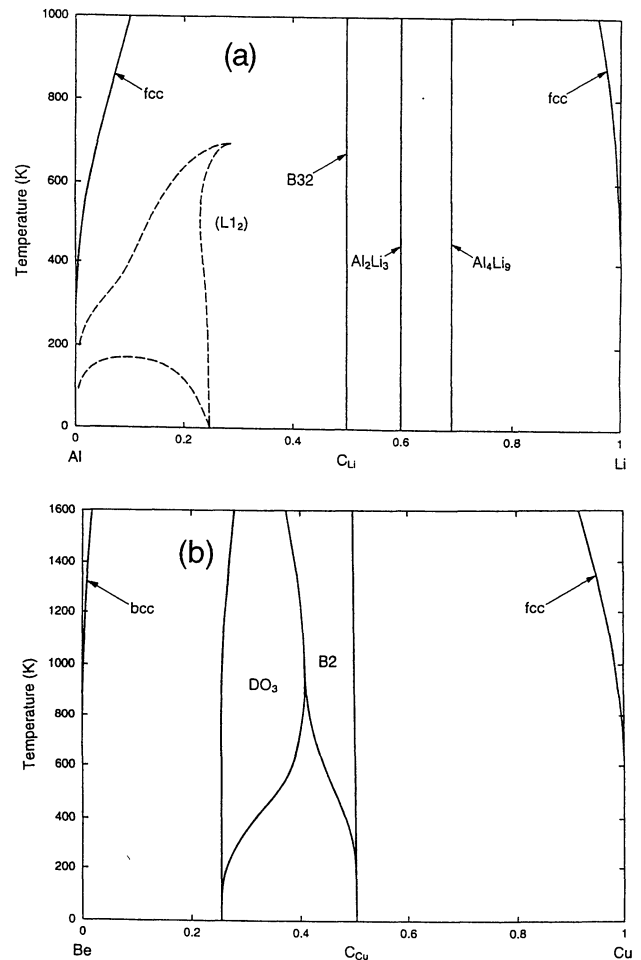 (a)
1000
800
600
400
200
0
Temperature (K)
fcc
fcc
B32
(L1₂)
Al₂Li₃
Al₄Li₉
0
0.2
0.4
0.6
0.8
1
Al
C_Li
Li
(b)
1600
1400
1200
1000
800
600
400
200
0
Temperature (K)
bcc
fcc
DO₃
B2
0
0.2
0.4
0.6
0.8
1
Be
C_Cu
Cu